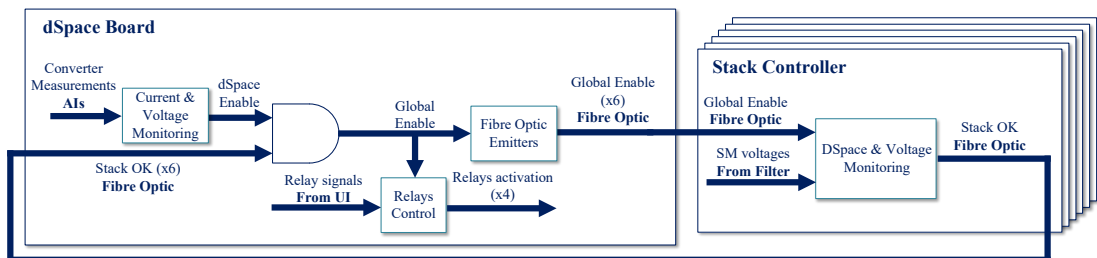 dSpace Board
Converter
Measurements
AIs
Current &
Voltage
Monitoring
dSpace
Enable
Stack OK (x6)
Fibre Optic
Global
Enable
Relay signals
From UI
Relays
Control
Fibre Optic
Emitters
Relays activation
(x4)
Global Enable
(x6)
Fibre Optic
Stack Controller
Global Enable
Fibre Optic
SM voltages
From Filter
DSpace & Voltage
Monitoring
Stack OK
Fibre Optic